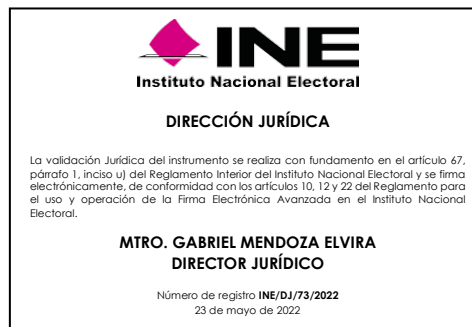 INE
Instituto Nacional Electoral
DIRECCIÓN JURÍDICA
La validación Jurídica del instrumento se realiza con fundamento en el artículo 67,
párrafo 1, inciso u) del Reglamento Interior del Instituto Nacional Electoral y se firma
electrónicamente, de conformidad con los artículos 10, 12 y 22 del Reglamento para
el uso y operación de la Firma Electrónica Avanzada en el Instituto Nacional
Electoral.
MTRO. GABRIEL MENDOZA ELVIRA
DIRECTOR JURÍDICO
Número de registro INE/DJ/73/2022
23 de mayo de 2022